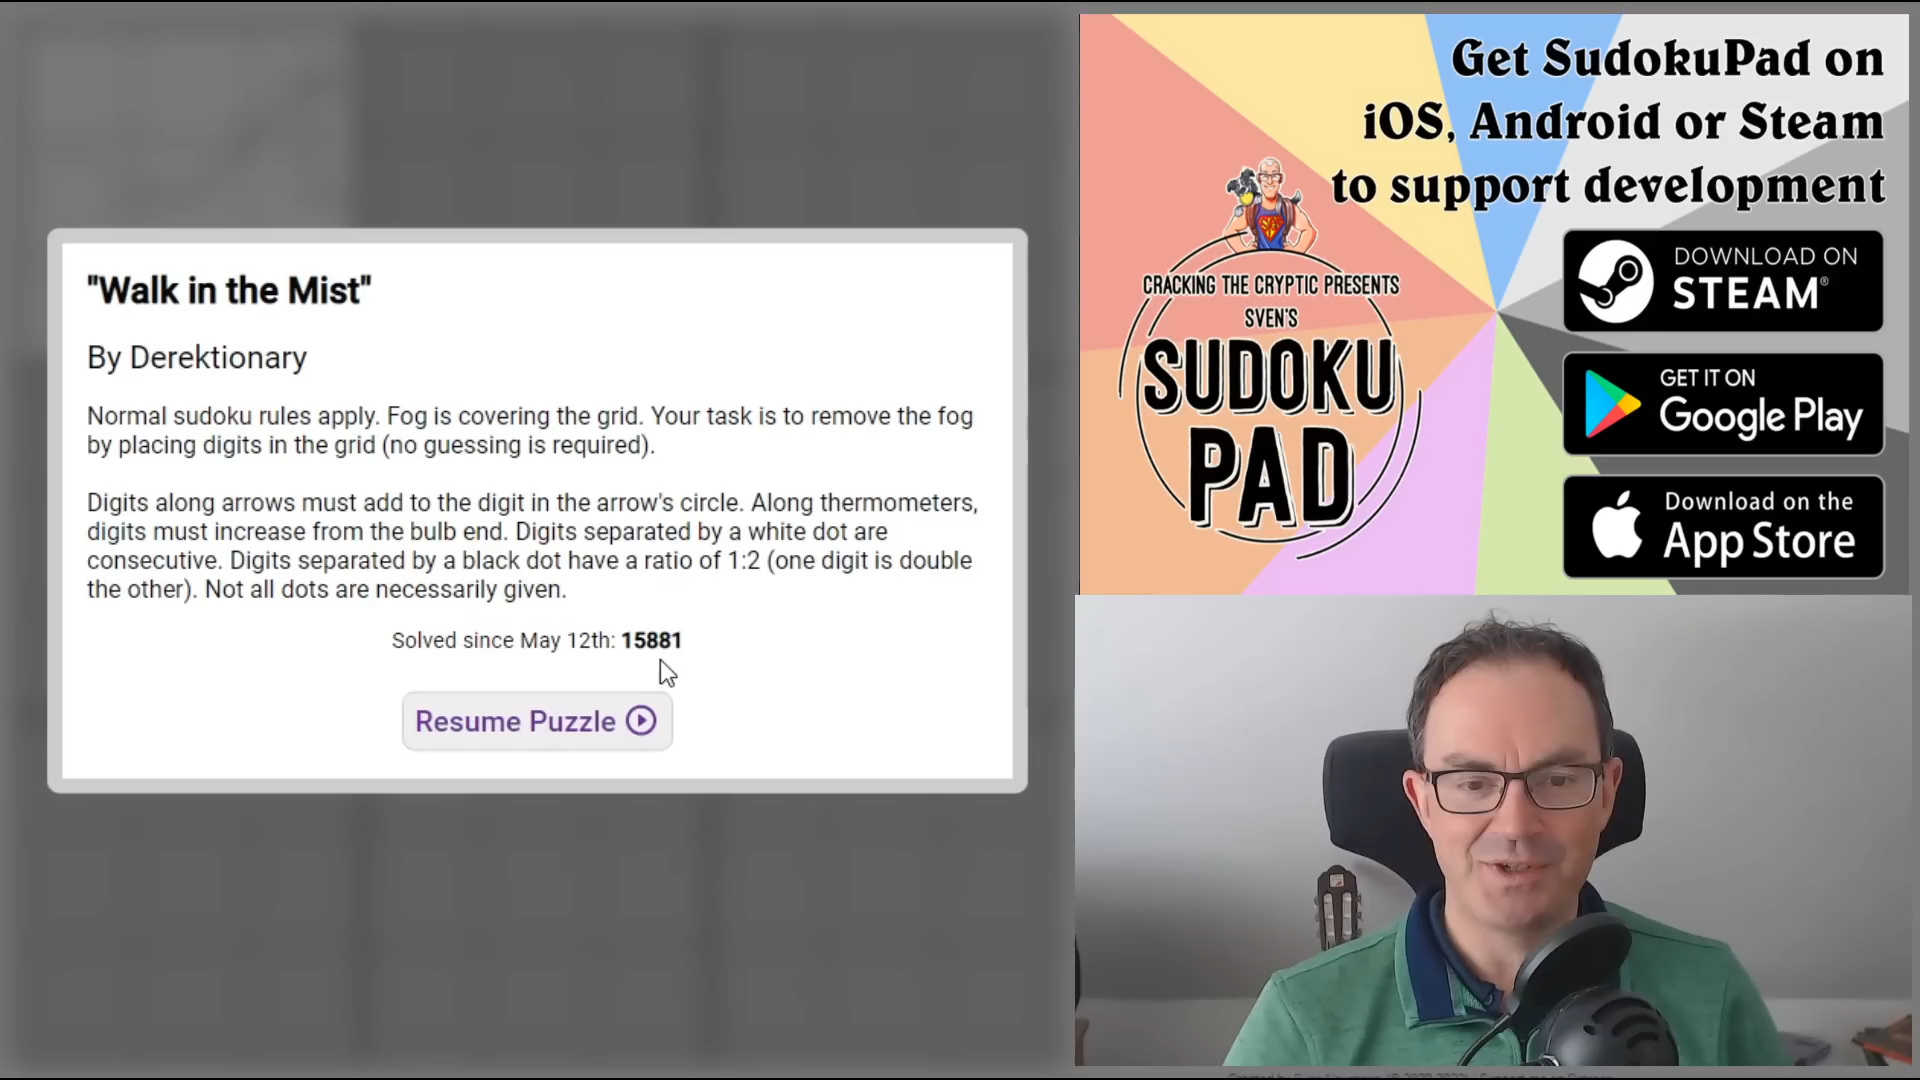 "Walk in the Mist"
By Derektionary
Normal sudoku rules apply. Fog is covering the grid. Your task is to remove the fog
by placing digits in the grid (no guessing is required).
Digits along arrows must add to the digit in the arrow's circle. Along thermometers,
digits must increase from the bulb end. Digits separated by a white dot are
consecutive. Digits separated by a black dot have a ratio of 1:2 (one digit is double
the other). Not all dots are necessarily given.
Solved since May 12th: 15881
Resume Puzzle
Get SudokuPad on
iOS, Android or Steam
to support development
CRACKING THE CRYPTIC PRESENTS
SVEN'S
SUDOKU
PAD
DOWNLOAD ON
STEAM®
GET IT ON
Google Play
Download on the
App Store